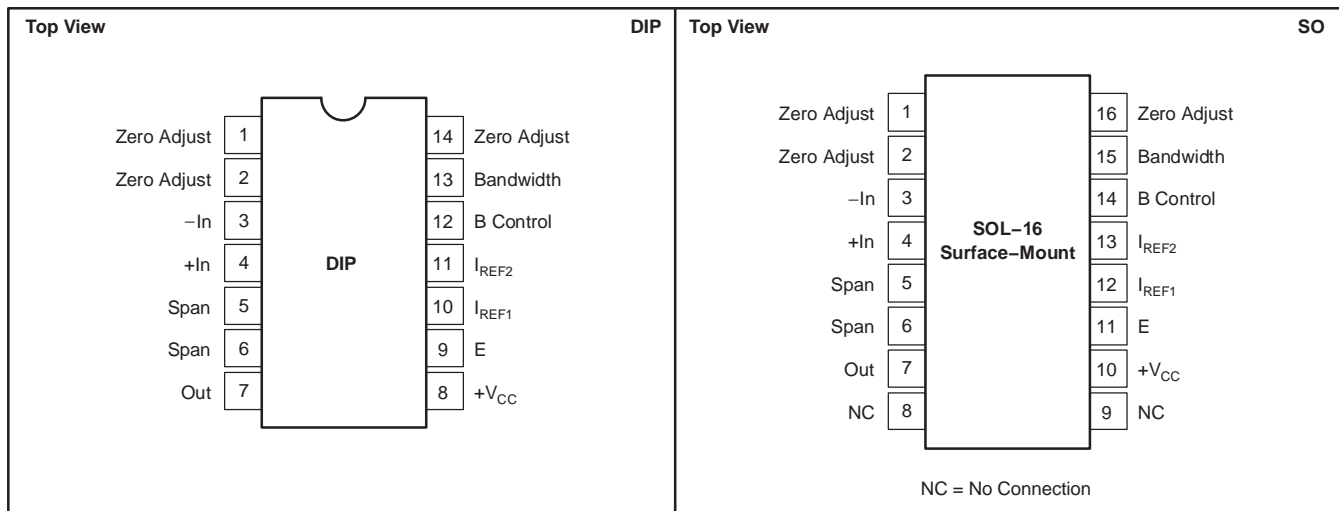 Top View DIP
Zero Adjust 1 14 Zero Adjust
Zero Adjust 2 13 Bandwidth
−In 3 12 B Control
+In 4 DIP 11 IREF2
Span 5 10 IREF1
Span 6 9 E
Out 7 8 +VCC
Top View SO
Zero Adjust 1 16 Zero Adjust
Zero Adjust 2 15 Bandwidth
−In 3 14 B Control
SOL−16
+In 4 13 IREF2
Surface−Mount
Span 5 12 IREF1
Span 6 11 E
Out 7 10 +VCC
NC 8 9 NC
NC = No Connection